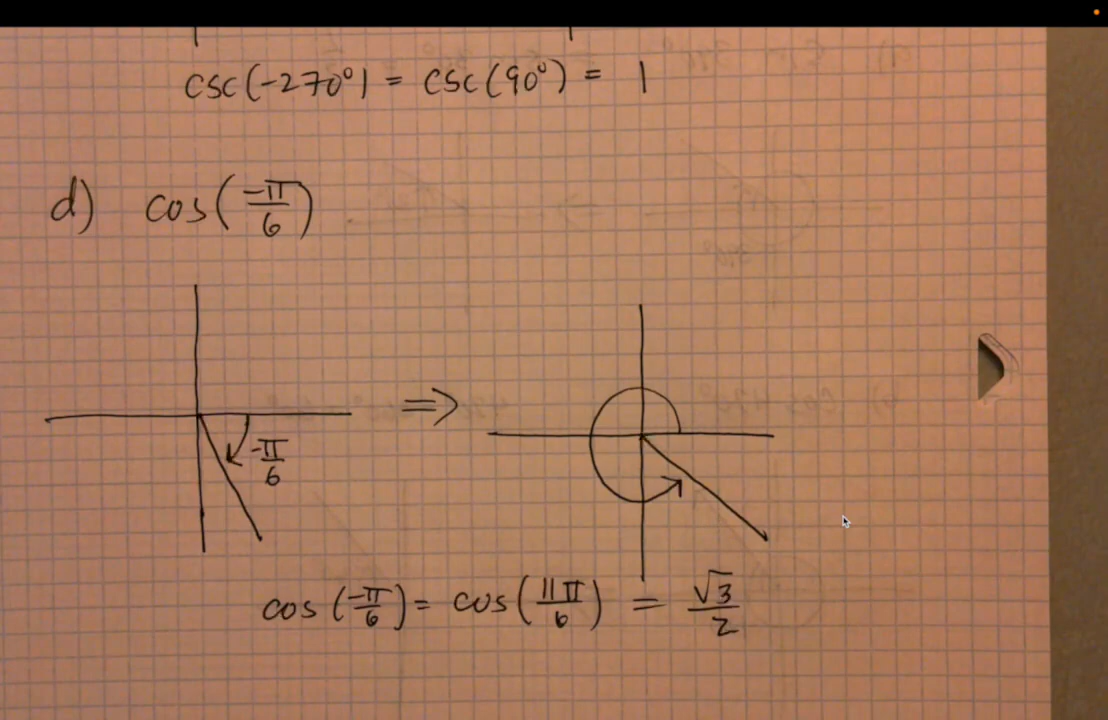 csc(-270°) = csc(90°) = 1
d) cos(-π/6)
⇒
-π/6
cos(-π/6) = cos(11π/6) = √3/2